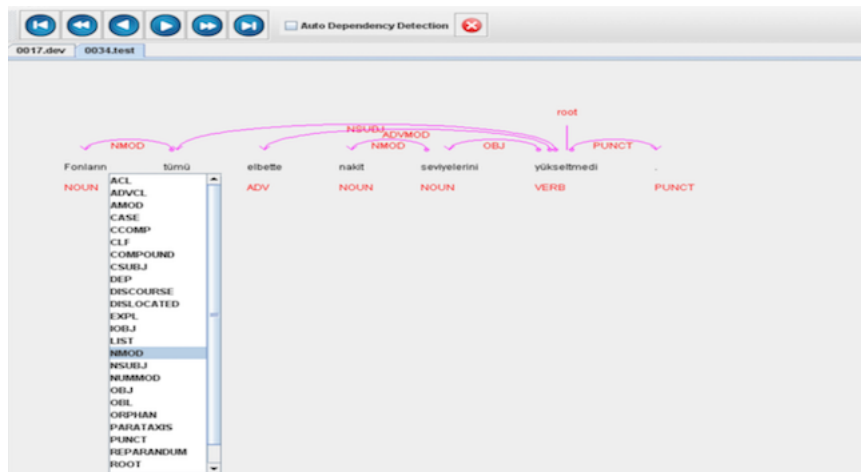 Auto Dependency Detection
0017.dev 0034.test
root
NSUBJ
ADVMOD
NMOD NMOD OBJ PUNCT
Fonların tümü elbette nakit seviyelerini yükseltmedi .
NOUN ADV NOUN NOUN VERB PUNCT
ACL
ADVCL
AMOD
CASE
CCOMP
CLF
COMPOUND
CSUBJ
DEP
DISCOURSE
DISLOCATED
EXPL
IOBJ
LIST
NMOD
NSUBJ
NUMMOD
OBJ
OBL
ORPHAN
PARATAXIS
PUNCT
REPARANDUM
ROOT